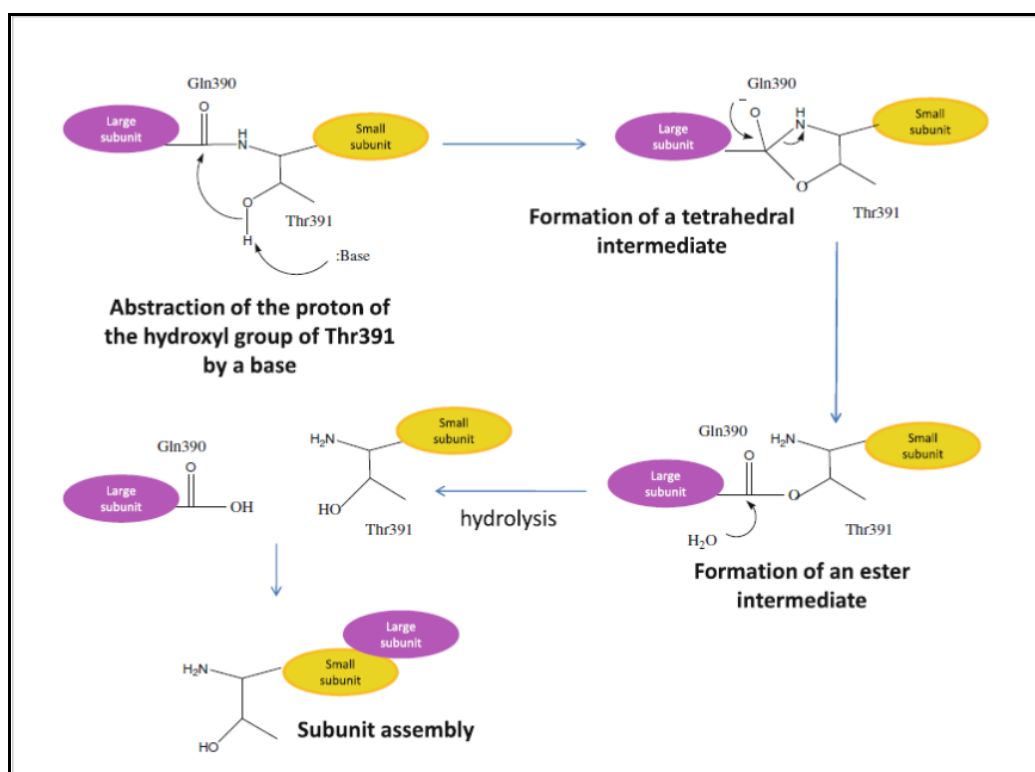 Gln390
O
Large
subunit
H
N
Small
subunit
O
H
Thr391
:Base
Abstraction of the proton of
the hydroxyl group of Thr391
by a base
Gln390
O
-
H
N
Large
subunit
Small
subunit
O
Thr391
Formation of a tetrahedral
intermediate
Gln390
H2N
O
Small
subunit
Large
subunit
O
Thr391
H2O
Formation of an ester
intermediate
hydrolysis
Gln390
O
Large
subunit
OH
H2N
Small
subunit
HO
Thr391
Large
subunit
H2N
Small
subunit
HO
Subunit assembly